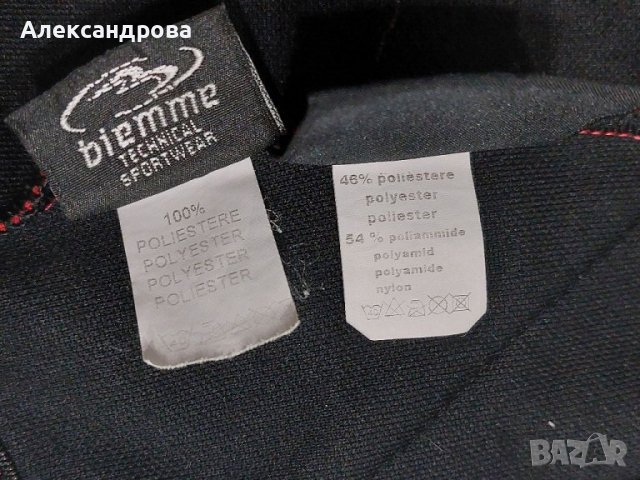 Александрова
biemme
TECHNICAL
SPORTWEAR
100%
POLIESTERE
POLYESTER
POLYESTER
POLIESTER
46% poliestere
polyester
poliester
54 % poliammide
polyamid
polyamide
nylon
BAZAR